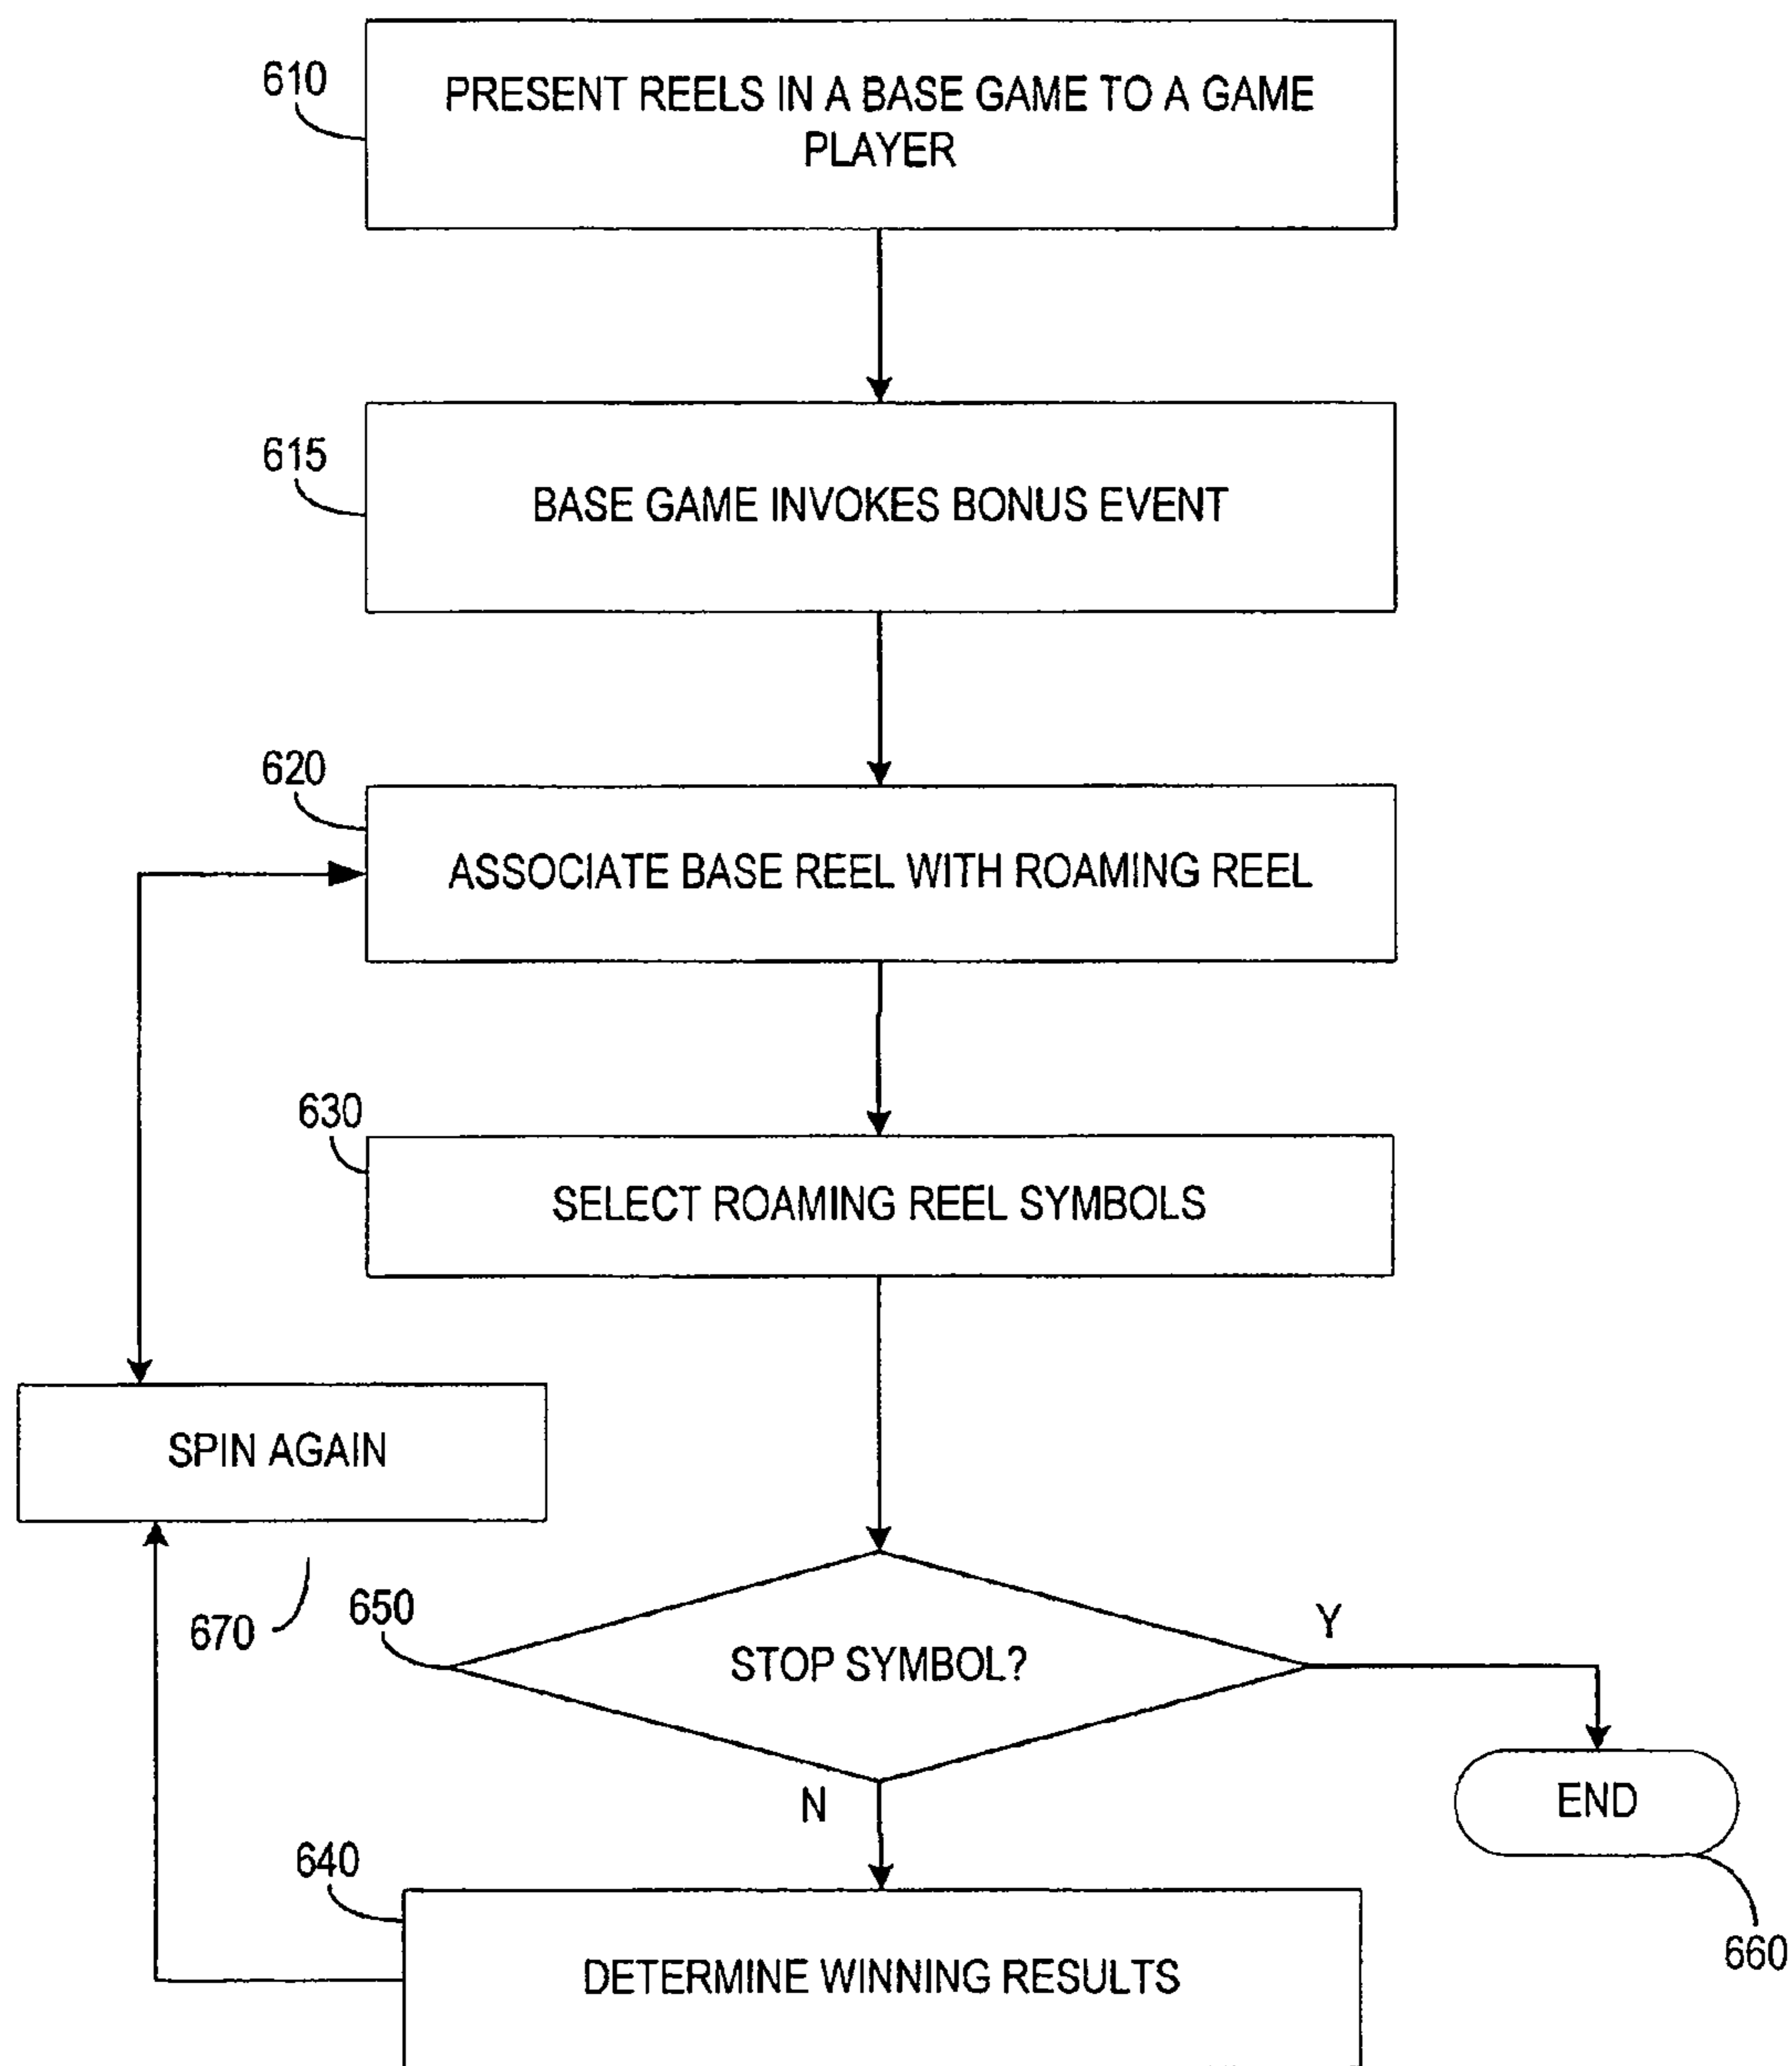 610
PRESENT REELS IN A BASE GAME TO A GAME
PLAYER
615
BASE GAME INVOKES BONUS EVENT
620
ASSOCIATE BASE REEL WITH ROAMING REEL
630
SELECT ROAMING REEL SYMBOLS
SPIN AGAIN
670
650
STOP SYMBOL?
Y
N
END
660
640
DETERMINE WINNING RESULTS